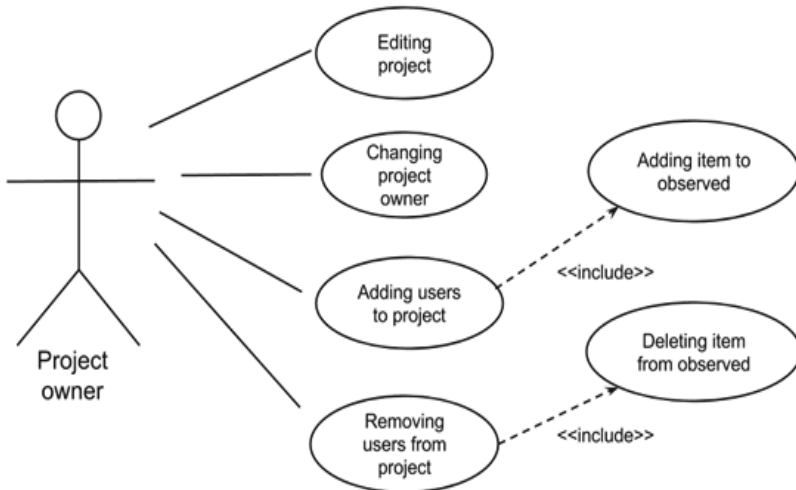 Editing
project
Changing
project
owner
Adding item to
observed
Adding users
to project
<<include>>
Project
owner
Deleting item
from observed
Removing
users from
project
<<include>>